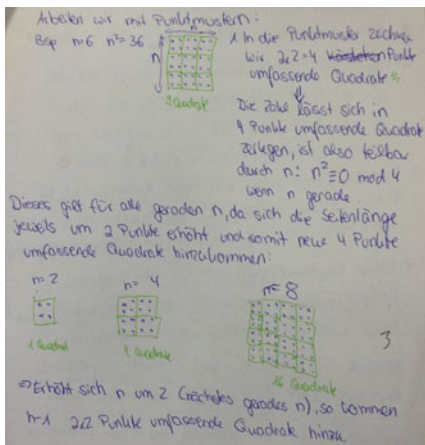 Arbeiten wir mit Punktmustern:
Bsp n=6 n²=36
n
n
9 Quadrate
1 In die Punktmuster zeichnen
wir 2x2=4 Punkte
umfassende Quadrate
Die Zahl lässt sich in
4 Punkte umfassende Quadrate
zerlegen, ist also teilbar
durch n: n²≡0 mod 4
wenn n gerade
Dieses gilt für alle geraden n, da sich die Seitenlänge
jeweils um 2 Punkte erhöht und somit neue 4 Punkte
umfassende Quadrate hinzukommen:
n=2
n= 4
n=8
1 Quadrat
4 Quadrate
16 Quadrate
3
⇒ Erhöht sich n um 2 (nächstes gerades n), so kommen
n-1 2x2 Punkte umfassende Quadrate hinzu.